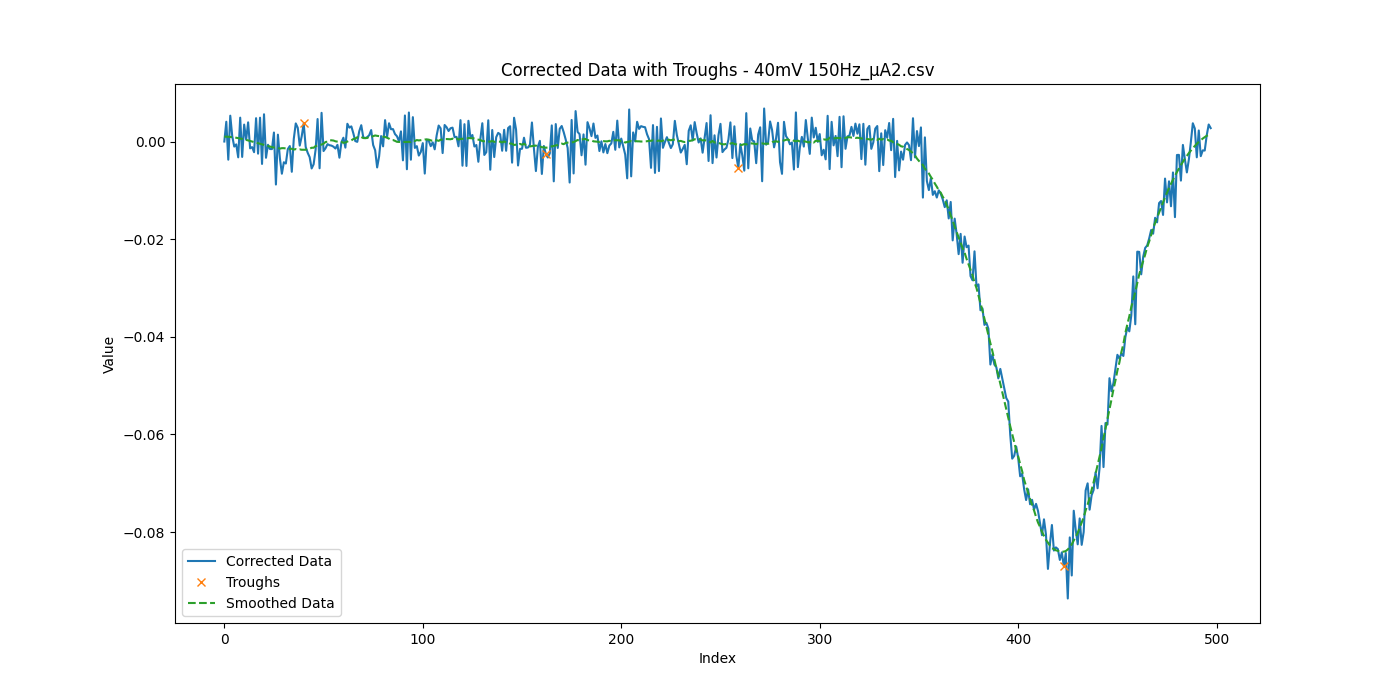 Corrected Data with Troughs - 40mV 150Hz_µA2.csv
Value
0.00
−0.02
−0.04
−0.06
−0.08
Corrected Data
Troughs
Smoothed Data
0 100 200 300 400 500
Index